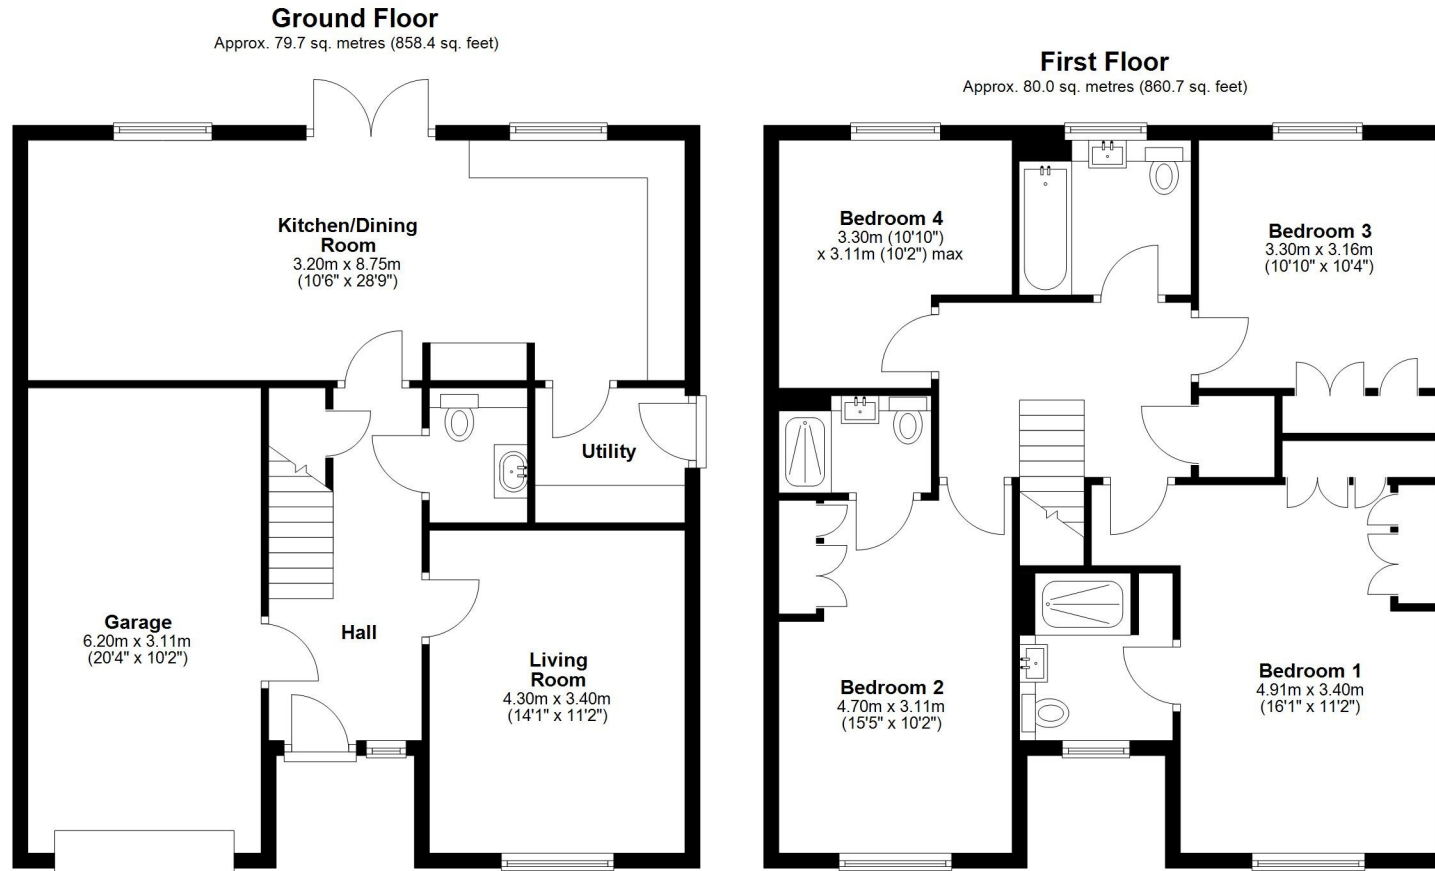 Ground Floor
Approx. 79.7 sq. metres (858.4 sq. feet)
Kitchen/Dining
Room
3.20m x 8.75m
(10'6" x 28'9")
Utility
Garage
6.20m x 3.11m
(20'4" x 10'2")
Hall
Living
Room
4.30m x 3.40m
(14'1" x 11'2")
First Floor
Approx. 80.0 sq. metres (860.7 sq. feet)
Bedroom 4
3.30m (10'10")
x 3.11m (10'2") max
Bedroom 3
3.30m x 3.16m
(10'10" x 10'4")
Bedroom 2
4.70m x 3.11m
(15'5" x 10'2")
Bedroom 1
4.91m x 3.40m
(16'1" x 11'2")